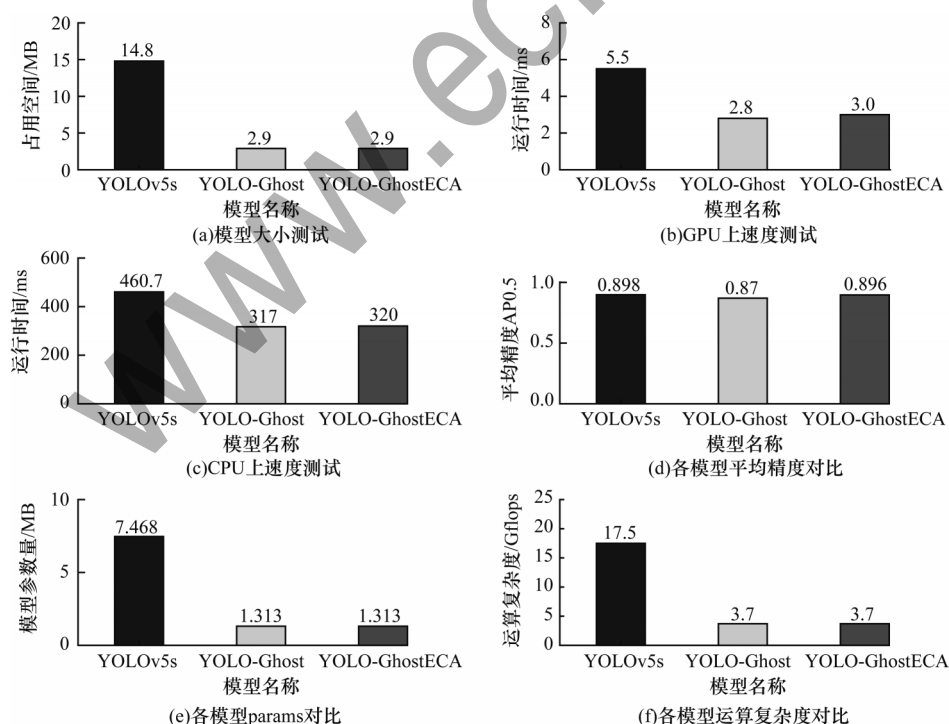 20
15
10
5
0
占用空间/MB
14.8
2.9
2.9
YOLOv5s YOLO-Ghost YOLO-GhostECA
模型名称
(a)模型大小测试
8
6
4
2
0
运行时间/ms
5.5
2.8
3.0
YOLOv5s YOLO-Ghost YOLO-GhostECA
模型名称
(b)GPU上速度测试
600
400
200
0
运行时间/ms
460.7
317
320
YOLOv5s YOLO-Ghost YOLO-GhostECA
模型名称
(c)CPU上速度测试
1.0
0.5
0.0
平均精度AP0.5
0.898
0.87
0.896
YOLOv5s YOLO-Ghost YOLO-GhostECA
模型名称
(d)各模型平均精度对比
10
5
0
模型参数量/MB
7.468
1.313
1.313
YOLOv5s YOLO-Ghost YOLO-GhostECA
模型名称
(e)各模型params对比
25
20
15
10
5
0
运算复杂度/Gflops
17.5
3.7
3.7
YOLOv5s YOLO-Ghost YOLO-GhostECA
模型名称
(f)各模型运算复杂度对比
www.ec